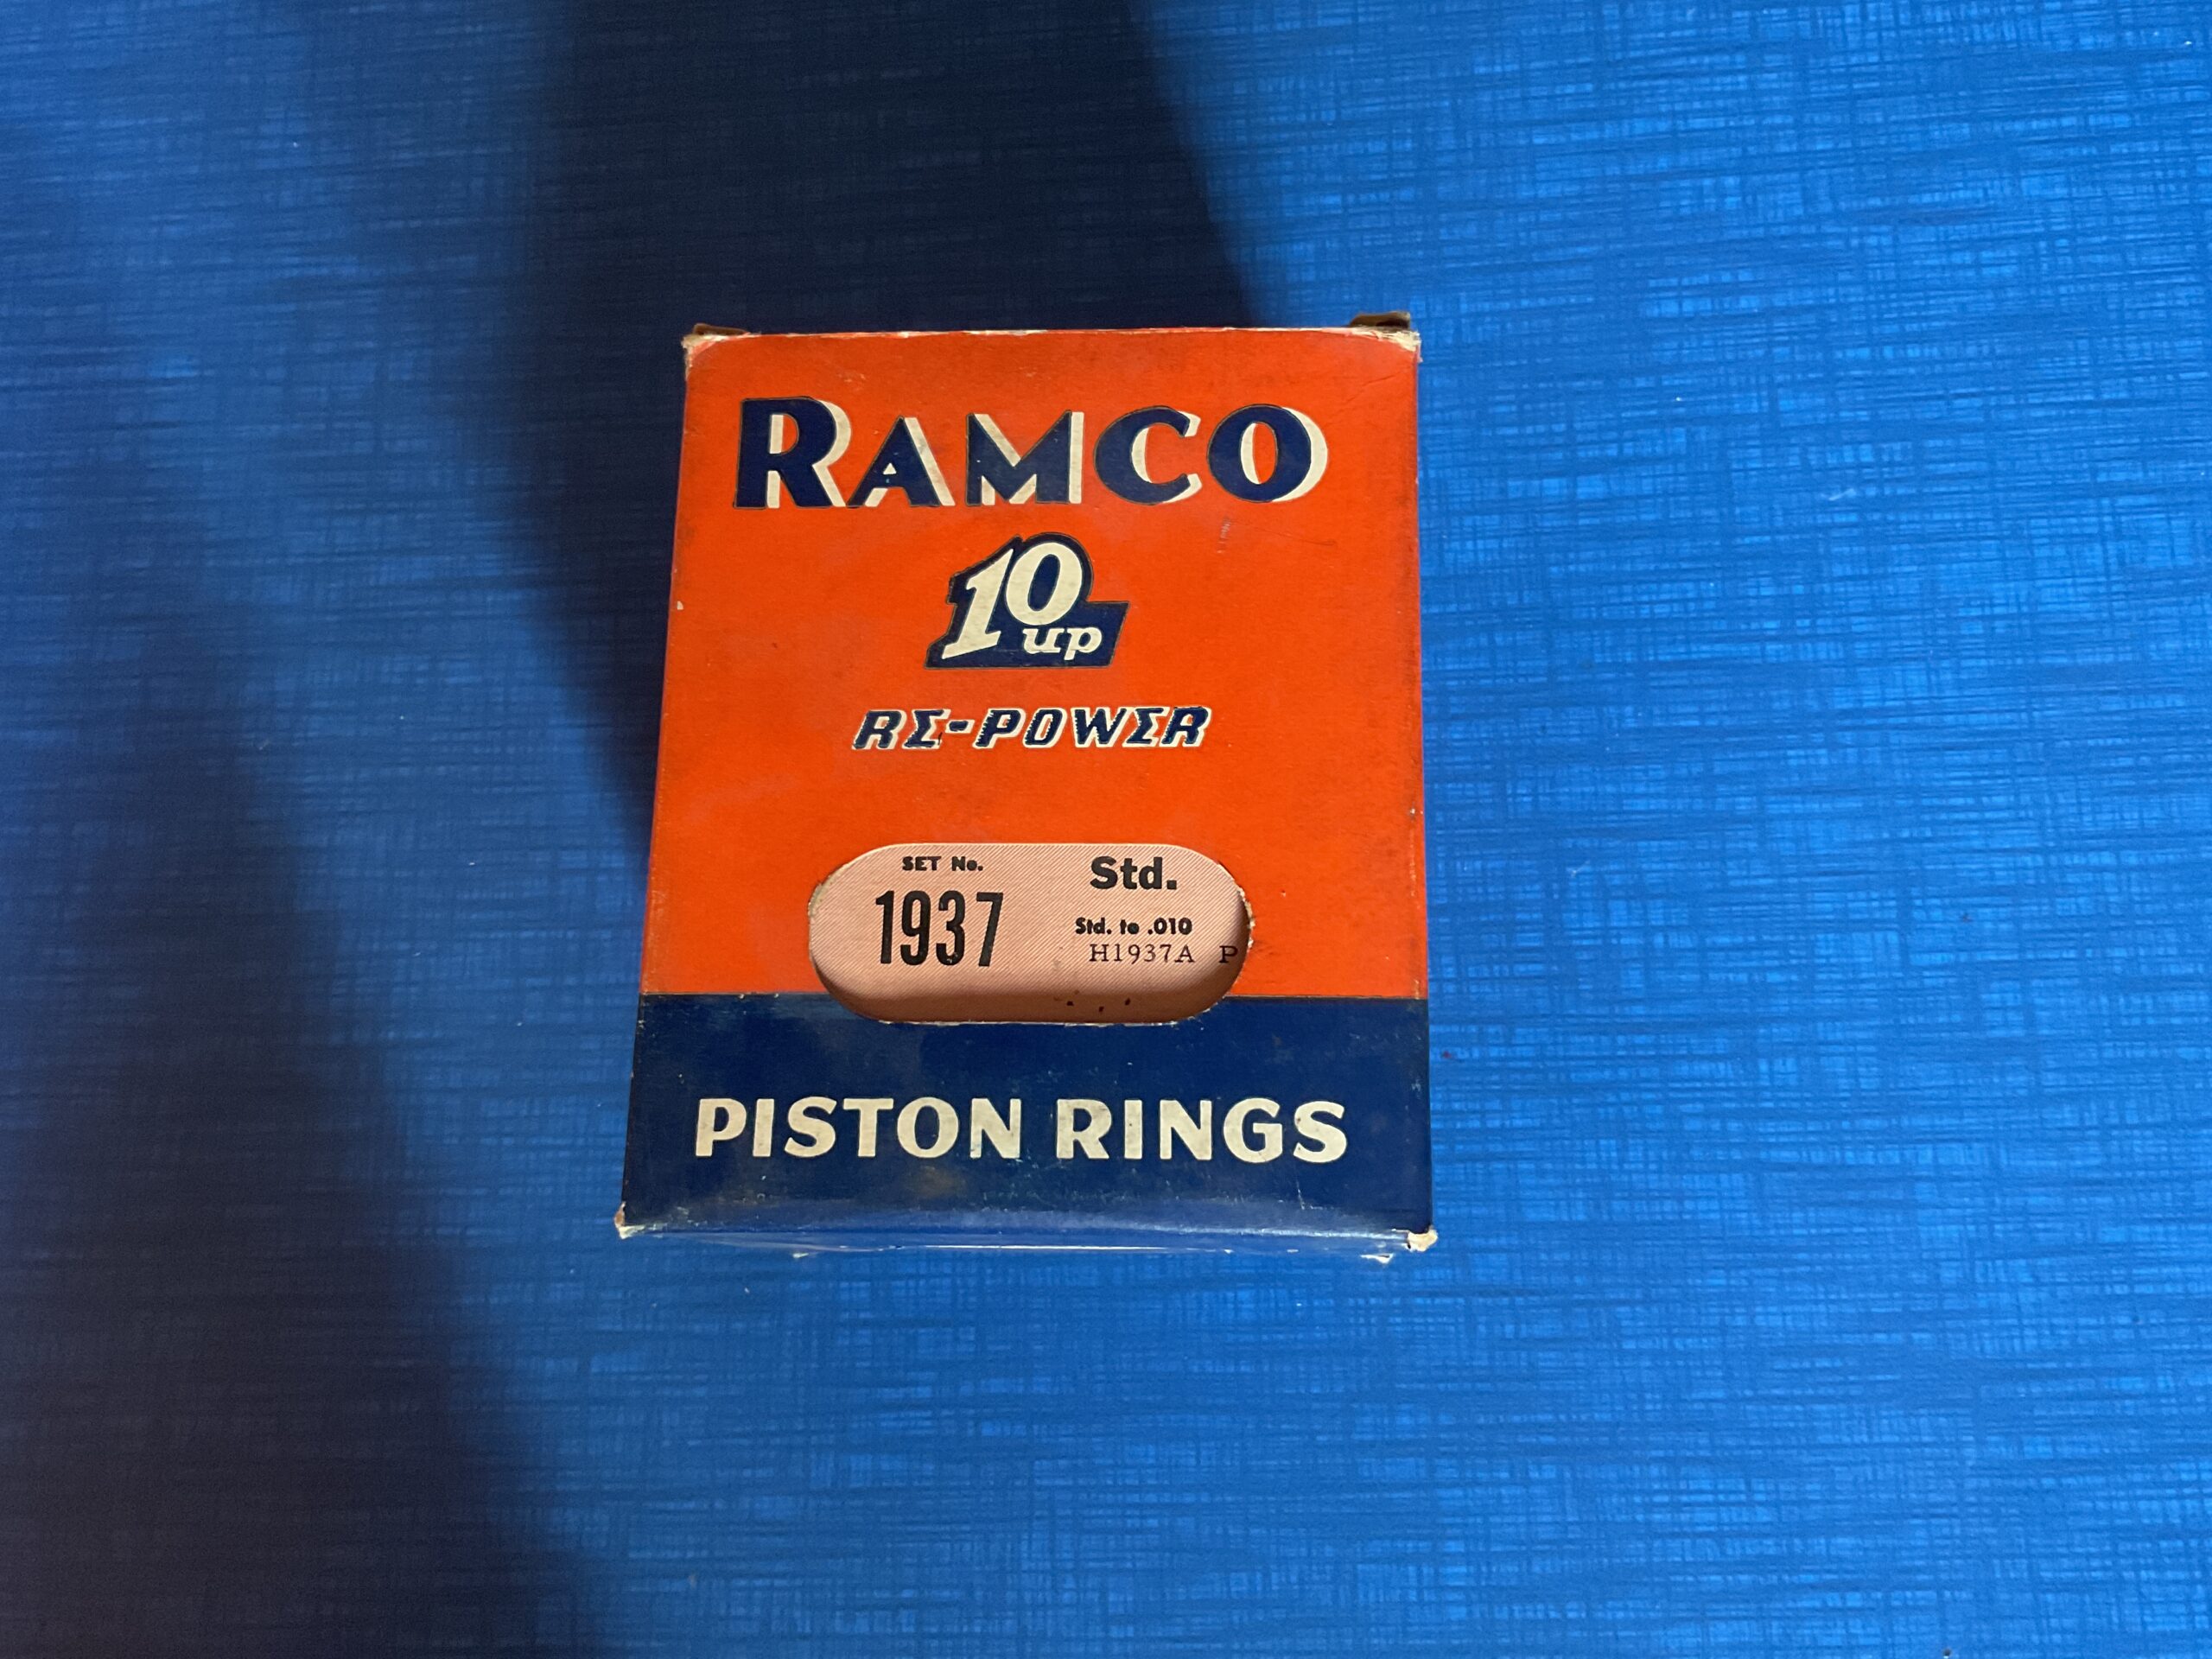 RAMCO
10 up
RE-POWER
SET No. Std.
1937 Std. to .010
H1937A P
PISTON RINGS